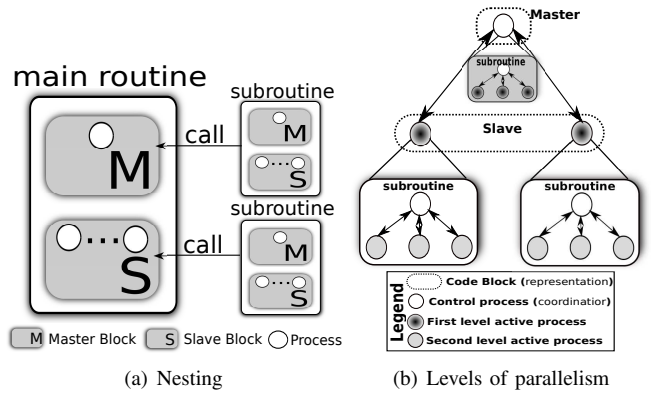 main routine
M
S
call
call
subroutine
M
S
subroutine
M
S
M Master Block S Slave Block Process
(a) Nesting
Master
subroutine
Slave
subroutine
subroutine
Legend
Code Block (representation)
Control process (coordination)
First level active process
Second level active process
(b) Levels of parallelism